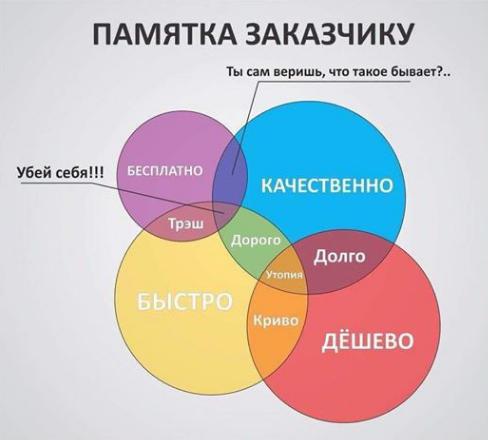 ПАМЯТКА ЗАКАЗЧИКУ
Ты сам веришь, что такое бывает?..
Убей себя!!!
БЕСПЛАТНО
КАЧЕСТВЕННО
Трэш
Дорого
Долго
Утопия
БЫСТРО
Криво
ДЁШЕВО